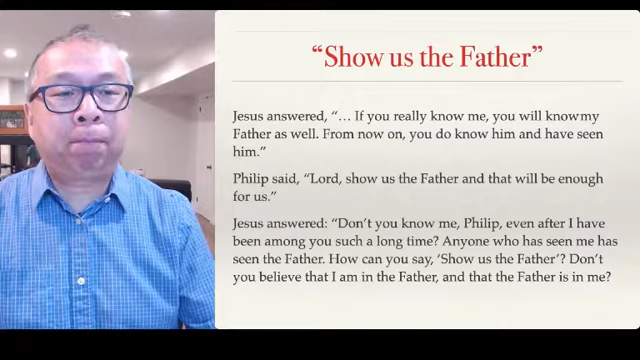 “Show us the Father”
Jesus answered, “… If you really know me, you will know my
Father as well. From now on, you do know him and have seen
him.”
Philip said, “Lord, show us the Father and that will be enough
for us.”
Jesus answered: “Don’t you know me, Philip, even after I have
been among you such a long time? Anyone who has seen me has
seen the Father. How can you say, ‘Show us the Father’? Don’t
you believe that I am in the Father, and that the Father is in me?